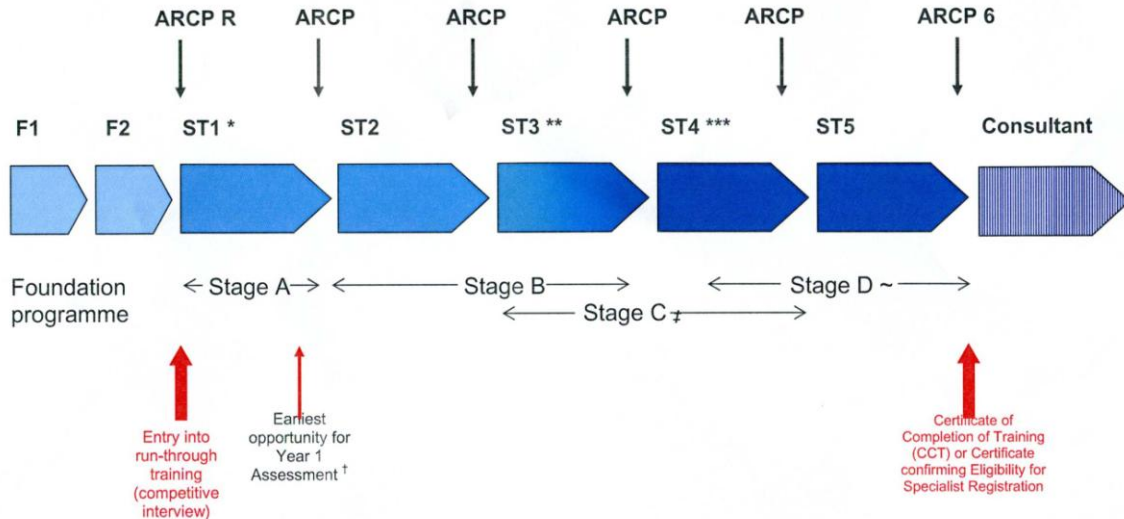 ARCP R ARCP ARCP ARCP ARCP ARCP 6
F1 F2 ST1 * ST2 ST3 ** ST4 *** ST5 Consultant
Foundation
programme
Stage A
Stage B
Stage C ‡
Stage D ~
Entry into
run-through
training
(competitive
interview)
Earliest
opportunity for
Year 1
Assessment †
Certificate of
Completion of Training
(CCT) or Certificate
confirming Eligibility for
Specialist Registration